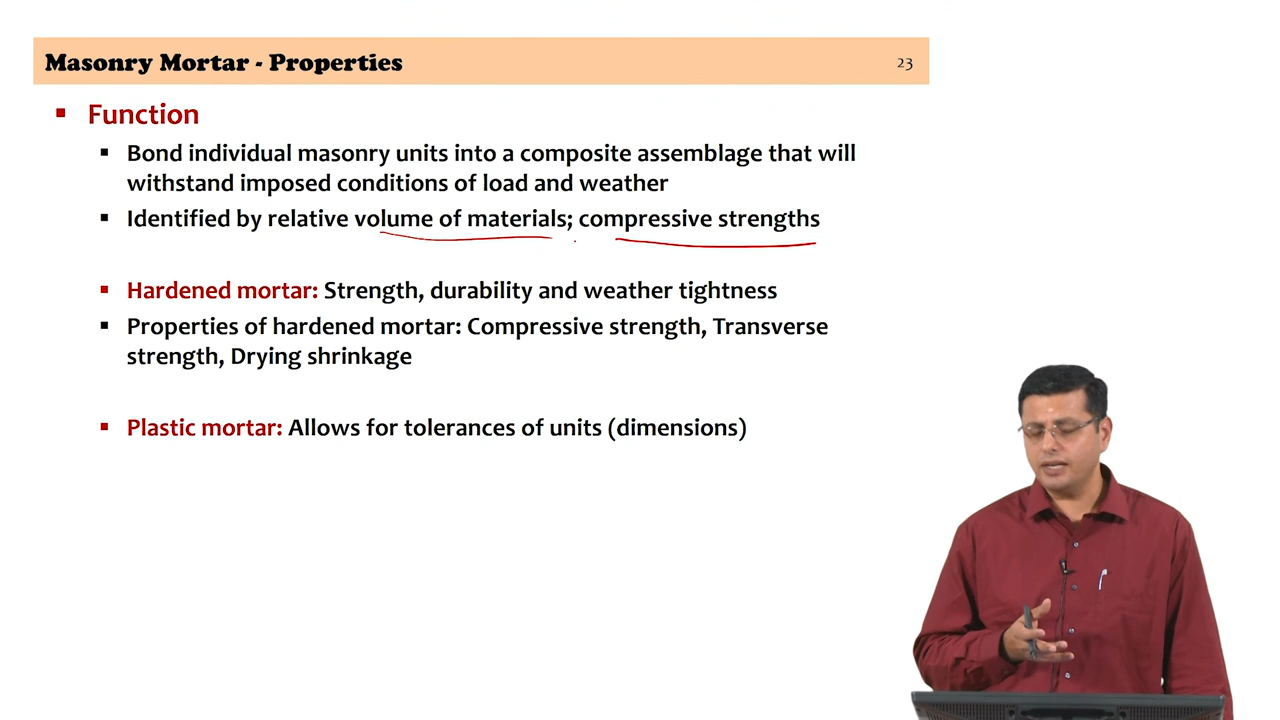 Masonry Mortar - Properties
23
▪ Function
▪ Bond individual masonry units into a composite assemblage that will
withstand imposed conditions of load and weather
▪ Identified by relative volume of materials; compressive strengths
▪ Hardened mortar: Strength, durability and weather tightness
▪ Properties of hardened mortar: Compressive strength, Transverse
strength, Drying shrinkage
▪ Plastic mortar: Allows for tolerances of units (dimensions)